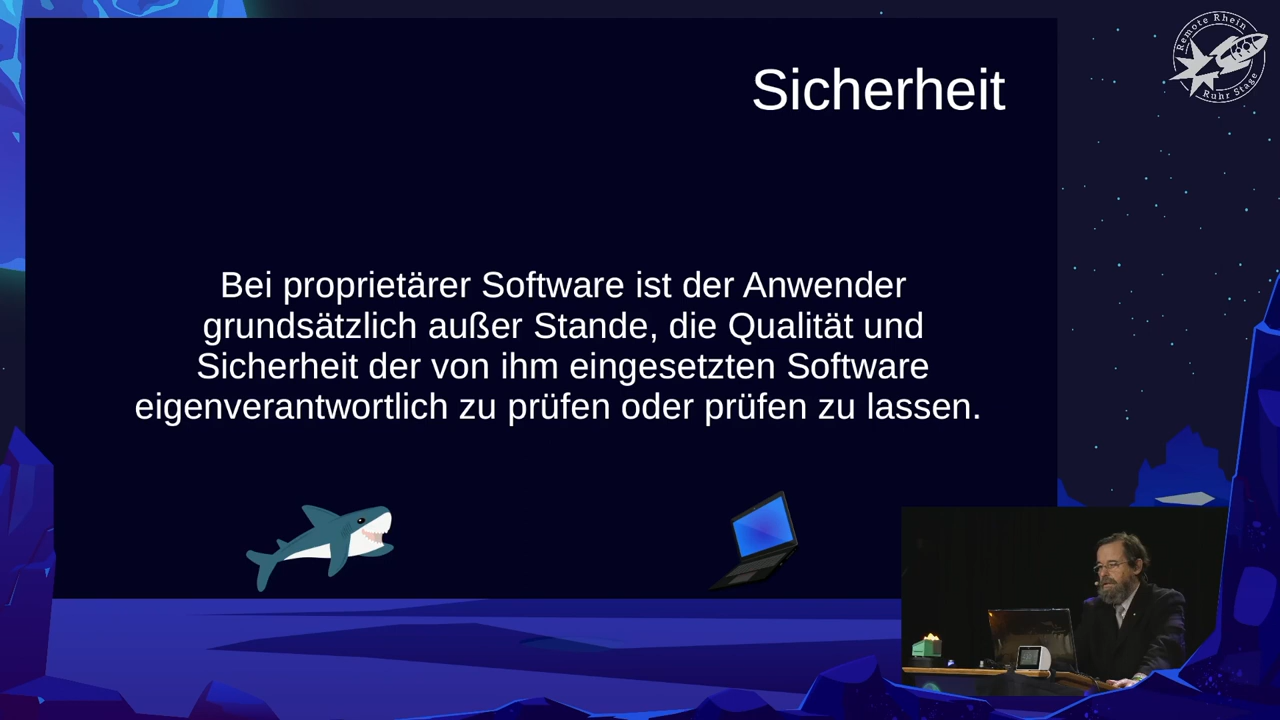 Remote Rhein
Ruhr Stage
Sicherheit
Bei proprietärer Software ist der Anwender
grundsätzlich außer Stande, die Qualität und
Sicherheit der von ihm eingesetzten Software
eigenverantwortlich zu prüfen oder prüfen zu lassen.